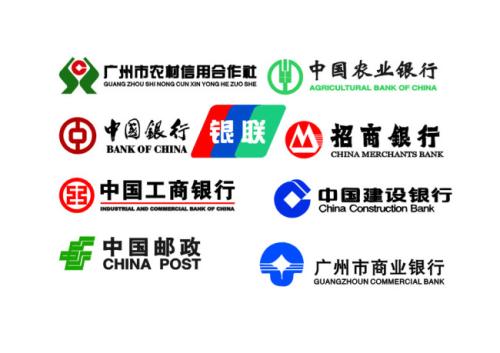 广州市农村信用合作社
GUANG ZHOU SHI NONG CUN XIN YONG HE ZUO SHE
中国农业银行
AGRICULTURAL BANK OF CHINA
中国银行
BANK OF CHINA
银联
招商银行
CHINA MERCHANTS BANK
中国工商银行
INDUSTRIAL AND COMMERCIAL BANK OF CHINA
中国建设银行
China Construction Bank
中国邮政
CHINA POST
广州市商业银行
GUANGZHOUN COMMERCIAL BANK